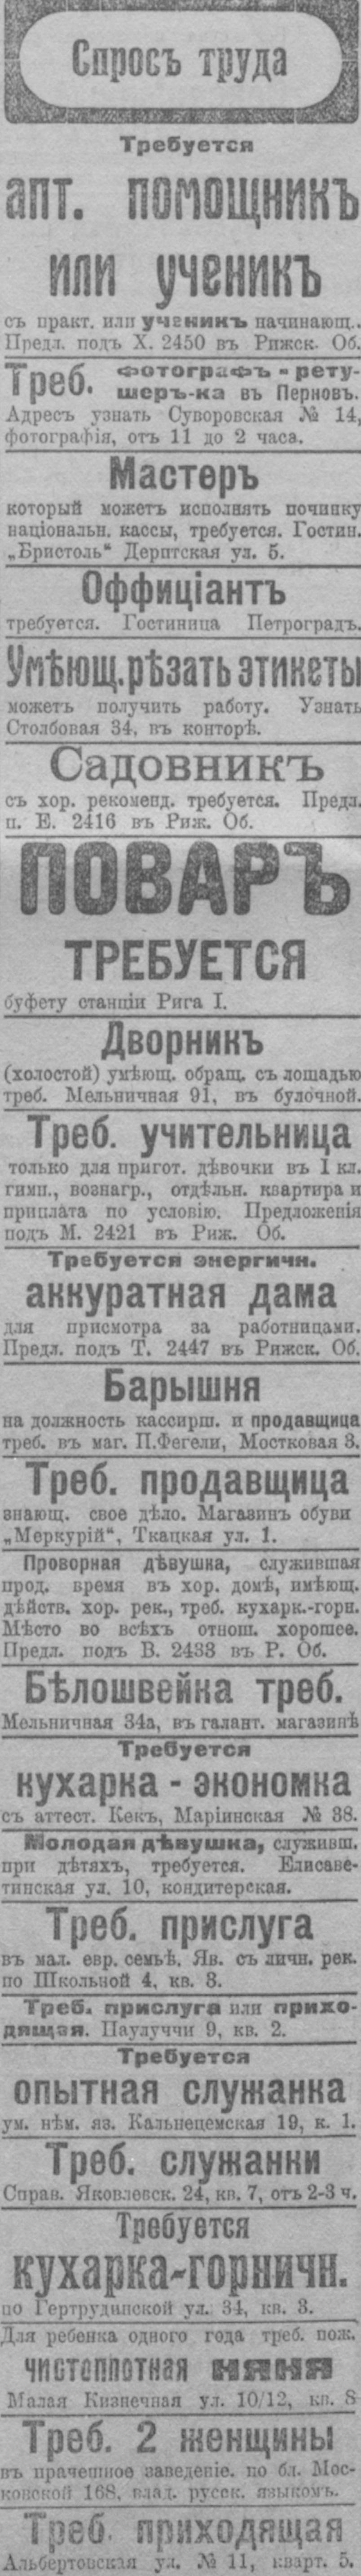 Спросъ труда
Требуется
апт. помощникъ
или ученикъ
съ практ. или ученикъ начинающ..
Предл. подъ Х. 2450 въ Рижск. Об.
Треб. фотографъ - рету-
шеръ-ка въ Перновъ.
Адресъ узнать Суворовская № 14,
фотографія, отъ 11 до 2 часа.
Мастеръ
который можетъ исполнять починку
національн. кассы, требуется. Гостин.
„Бристоль“ Дерптская ул. 5.
Оффиціантъ
требуется. Гостиница Петроградъ.
Умѣющ. рѣзать этикеты
можетъ получить работу. Узнать
Столбовая 34, въ конторѣ.
Садовникъ
съ хор. рекоменд. требуется. Предл.
п. Е. 2416 въ Риж. Об.
ПОВАРЪ
ТРЕБУЕТСЯ
буфету станціи Рига I.
Дворникъ
(холостой) умѣющ. обращ. съ лошадью
треб. Мельничная 91, въ булочной.
Треб. учительница
только для пригот. дѣвочки въ 1 кл.
гимп., вознагр., отдѣльн. квартира и
приплата по условію. Предложенія
подъ М. 2421 въ Риж. Об.
Требуется энергичн.
аккуратная дама
для присмотра за работницами.
Предл. подъ Т. 2447 въ Рижск. Об.
Барышня
на должность кассирш. и продавщица
треб. въ маг. П.Фегели, Мостковая 3.
Треб. продавщица
знающ. свое дѣло. Магазинъ обуви
„Меркурій“, Ткацкая ул. 1.
Проворная дѣвушка, служившая
прод. время въ хор. домѣ, имѣющ.
дѣйств. хор. рек., треб. кухарк.-горн.
Мѣсто во всѣхъ отнош. хорошее.
Предл. подъ В. 2433 въ Р. Об.
Бѣлошвейка треб.
Мельничная 34а, въ галант. магазинѣ
Требуется
кухарка - экономка
съ аттест. Кекъ, Маріинская № 38.
Молодая дѣвушка, служивш.
при дѣтяхъ, требуется. Елисаве-
тинская ул. 10, кондитерская.
Треб. прислуга
въ мал. евр. семьѣ. Яв. съ личн. рек.
по Школьной 4, кв. 3.
Треб. прислуга или прихо-
дящая. Паулуччи 9, кв. 2.
Требуется
опытная служанка
ум. нѣм. яз. Кальнецемская 19, к. 1.
Треб. служанки
Справ. Яковлевск. 24, кв. 7, отъ 2-3 ч.
Требуется
кухарка-горничн.
по Гертрудинской ул. 34, кв. 3.
Для ребенка одного года треб. пож.
чистоплотная няня
Малая Кузнечная ул. 10/12, кв. 8
Треб. 2 женщины
въ прачешное заведеніе. по бл. Мос-
ковской 168, влад. русск. языкомъ.
Треб. приходящая
Альбертовская ул. № 11, кварт. 5.